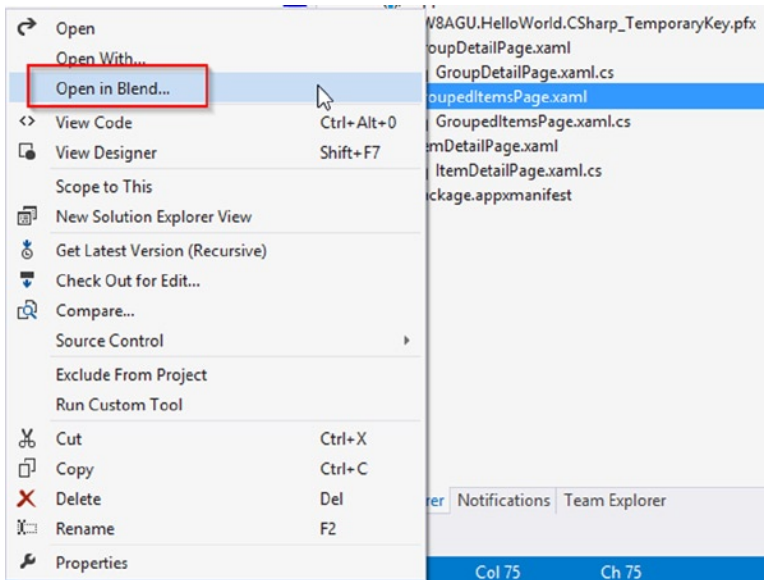 Open
Open With...
Open in Blend...
View Code Ctrl+Alt+0
View Designer Shift+F7
Scope to This
New Solution Explorer View
Get Latest Version (Recursive)
Check Out for Edit...
Compare...
Source Control
Exclude From Project
Run Custom Tool
Cut Ctrl+X
Copy Ctrl+C
Delete Del
Rename F2
Properties
W8AGU.HelloWorld.CSharp_TemporaryKey.pfx
oupDetailPage.xaml
GroupDetailPage.xaml.cs
oupedItemsPage.xaml
GroupedItemsPage.xaml.cs
emDetailPage.xaml
ItemDetailPage.xaml.cs
ckage.appxmanifest
rer Notifications Team Explorer
Col 75 Ch 75